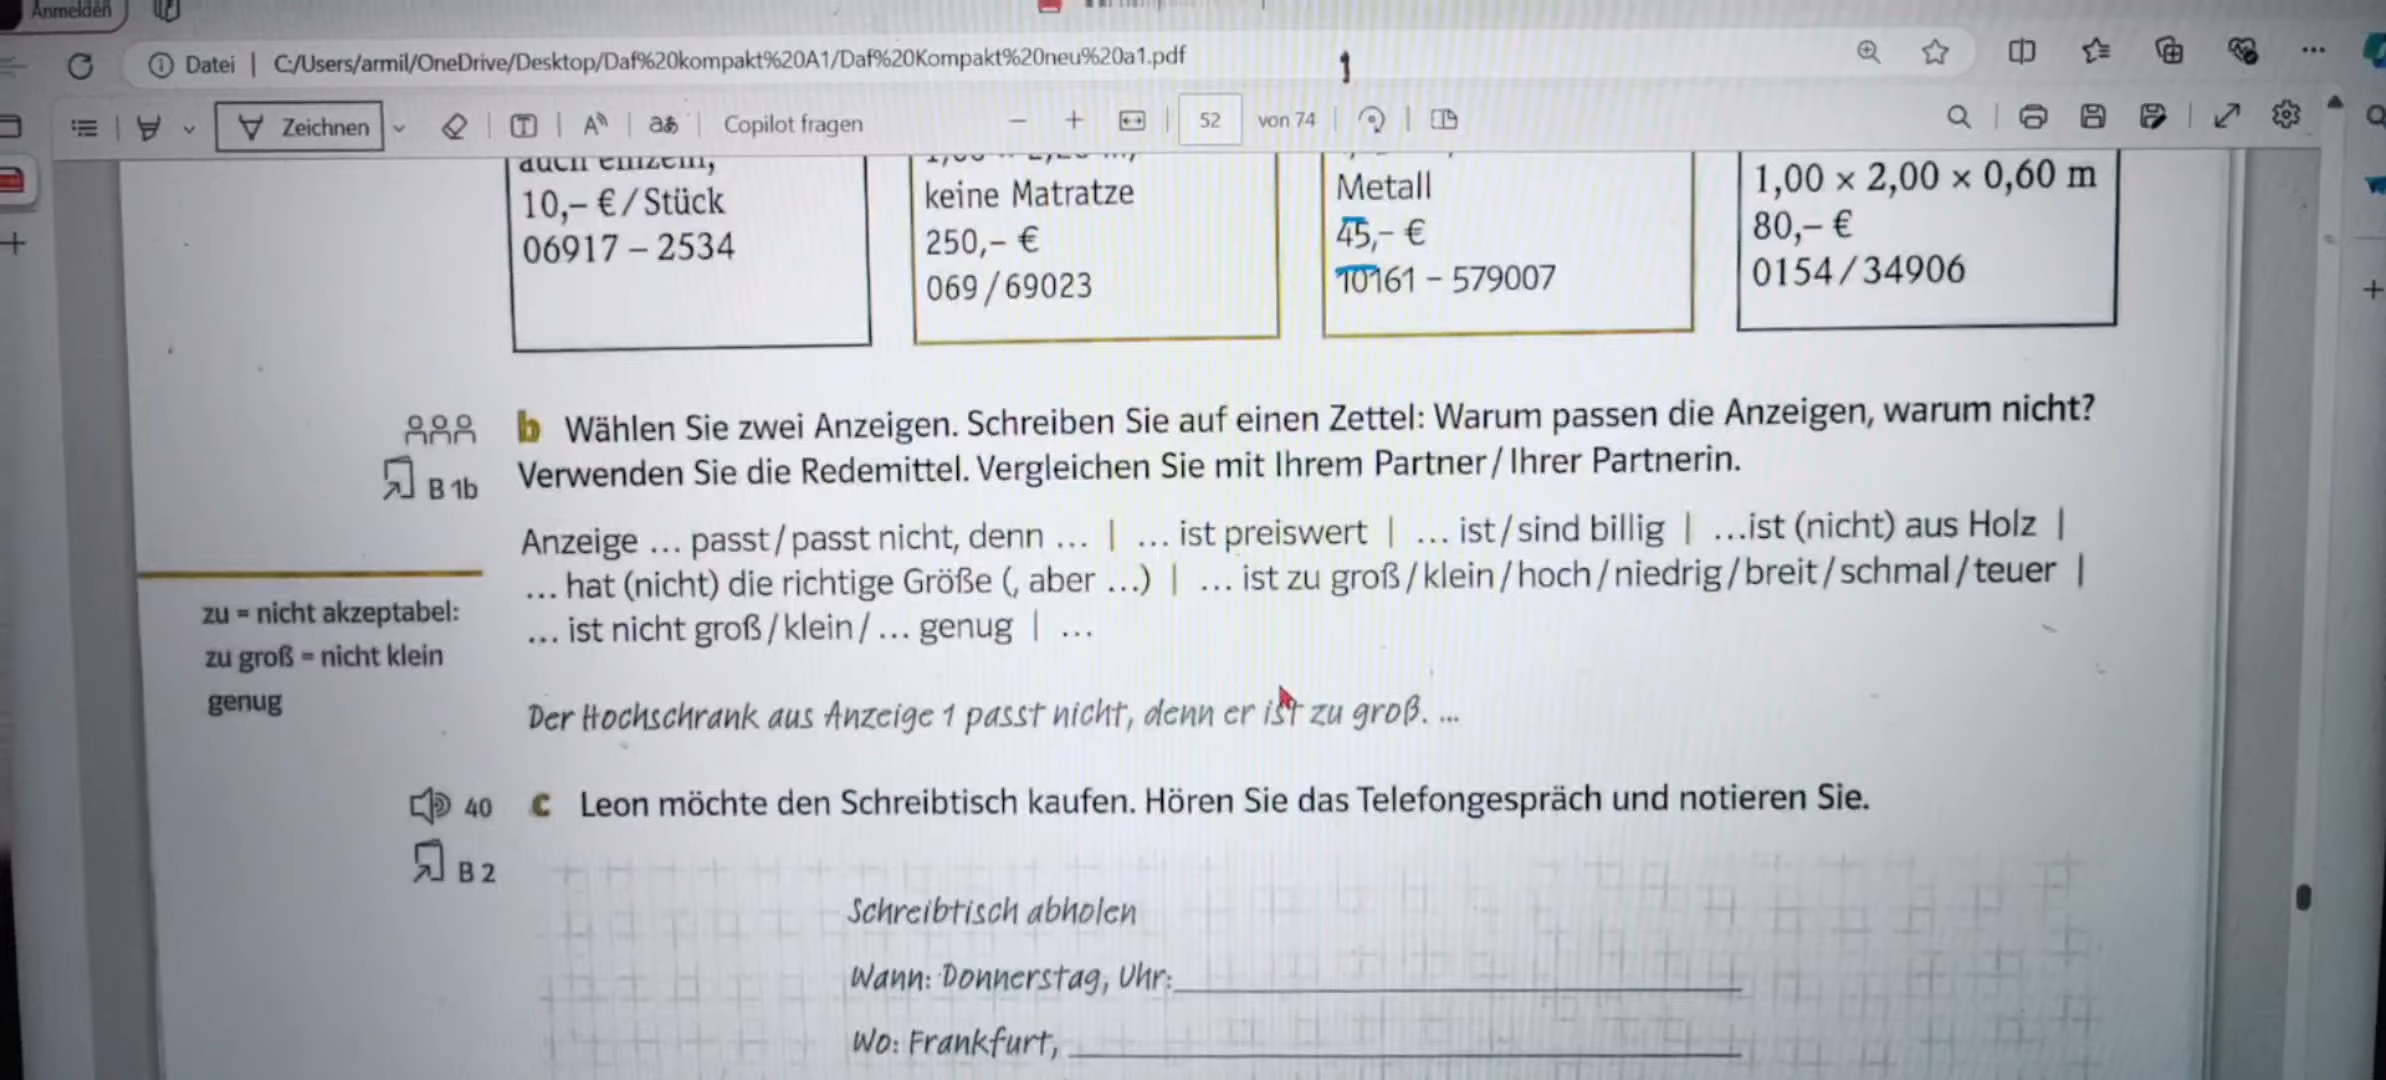 Anmelden
Datei | C:/Users/armil/OneDrive/Desktop/Daf%20kompakt%20A1/Daf%20Kompakt%20neu%20a1.pdf
1
Zeichnen
Copilot fragen
52 von 74
auch einzeln,
10,– € / Stück
06917 – 2534
keine Matratze
250,– €
069 / 69023
Metall
45,– €
10161 – 579007
1,00 × 2,00 × 0,60 m
80,– €
0154 / 34906
b Wählen Sie zwei Anzeigen. Schreiben Sie auf einen Zettel: Warum passen die Anzeigen, warum nicht?
B 1b Verwenden Sie die Redemittel. Vergleichen Sie mit Ihrem Partner / Ihrer Partnerin.
Anzeige … passt / passt nicht, denn … | … ist preiswert | … ist / sind billig | …ist (nicht) aus Holz |
… hat (nicht) die richtige Größe (, aber …) | … ist zu groß / klein / hoch / niedrig / breit / schmal / teuer |
… ist nicht groß / klein / … genug | …
zu = nicht akzeptabel:
zu groß = nicht klein
genug
Der Hochschrank aus Anzeige 1 passt nicht, denn er ist zu groß. …
40 c Leon möchte den Schreibtisch kaufen. Hören Sie das Telefongespräch und notieren Sie.
B 2
Schreibtisch abholen
Wann: Donnerstag, Uhr:
Wo: Frankfurt,